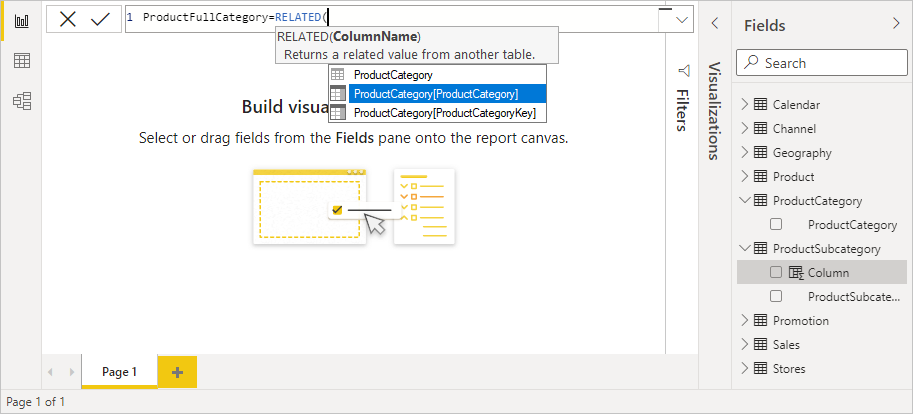 1 ProductFullCategory=RELATED(
RELATED(ColumnName)
Returns a related value from another table.
ProductCategory
ProductCategory[ProductCategory]
ProductCategory[ProductCategoryKey]
Build visua
Select or drag fields from the Fields pane onto the report canvas.
Filters
Visualizations
Fields
Search
Calendar
Channel
Geography
Product
ProductCategory
ProductCategory
ProductSubcategory
Column
ProductSubcate...
Promotion
Sales
Stores
Page 1
Page 1 of 1